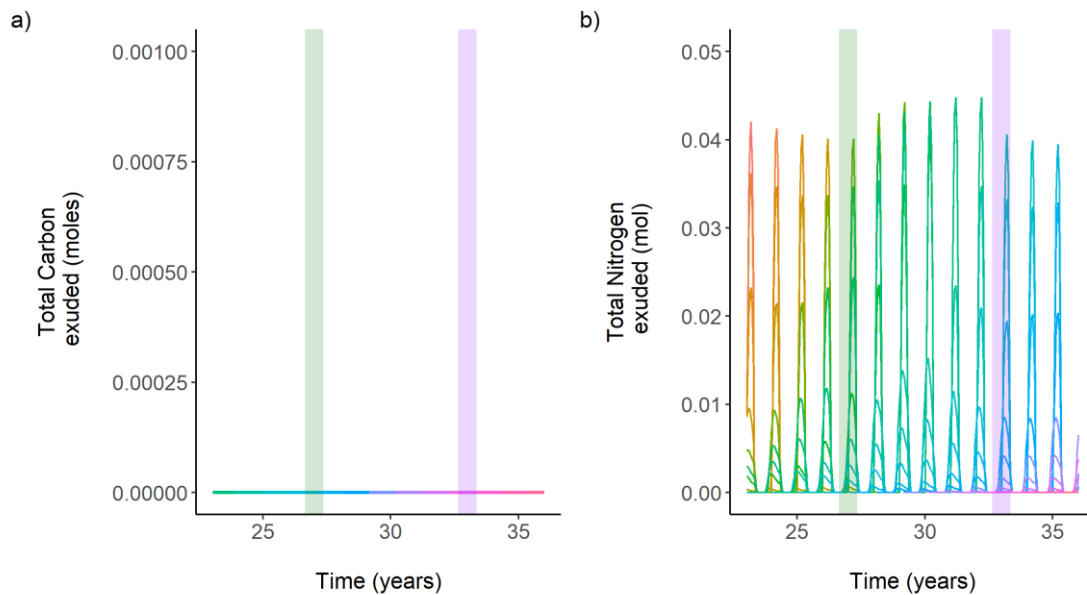 a)
Total Carbon
exuded (moles)
0.00100
0.00075
0.00050
0.00025
0.00000
25
30
35
Time (years)
b)
Total Nitrogen
exuded (mol)
0.05
0.04
0.03
0.02
0.01
0.00
25
30
35
Time (years)